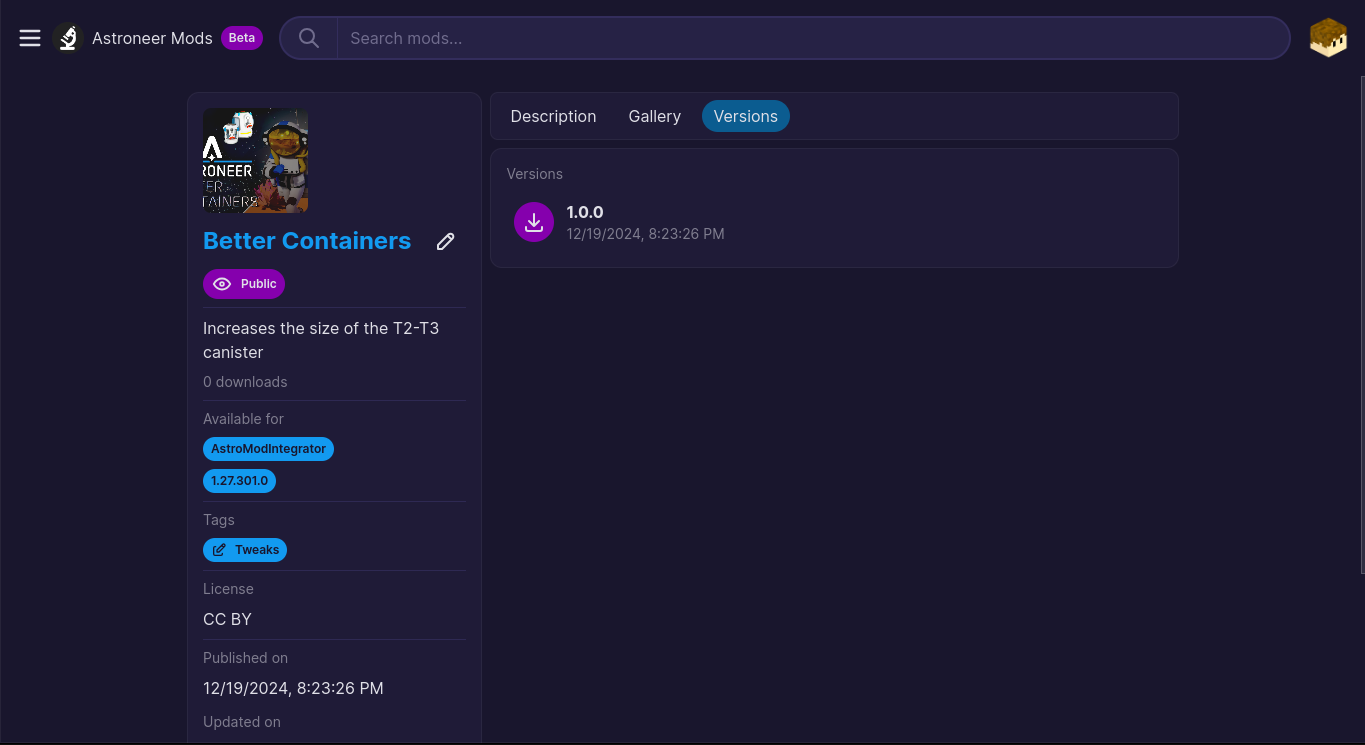 Astroneer Mods
Beta
Search mods...
RONEER
TER
TAINERS
Better Containers
Public
Increases the size of the T2-T3
canister
0 downloads
Available for
AstroModIntegrator
1.27.301.0
Tags
Tweaks
License
CC BY
Published on
12/19/2024, 8:23:26 PM
Updated on
Description
Gallery
Versions
Versions
1.0.0
12/19/2024, 8:23:26 PM